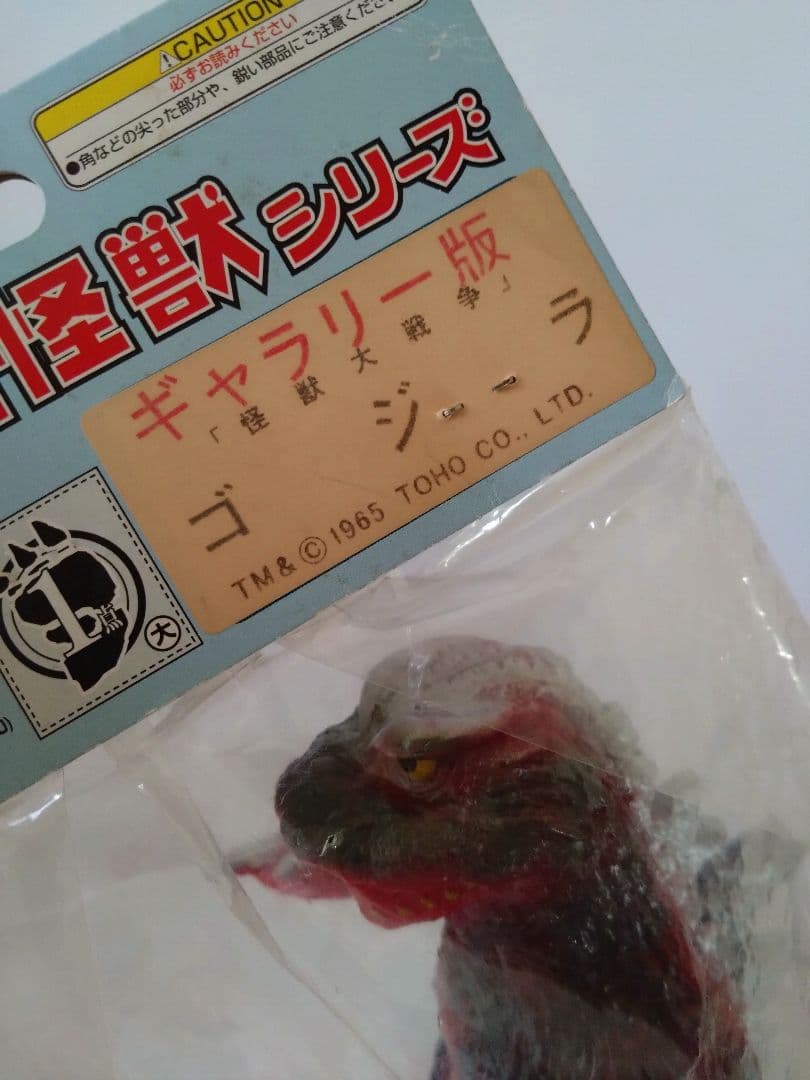 ⚠CAUTION
必ずお読みください
●角などの尖った部分や、鋭い部品にご注意くださ
怪獣シリーズ
ギャラリー版
「怪獣大戦争」
ゴジラ
TM&©1965 TOHO CO., LTD.
1点
大